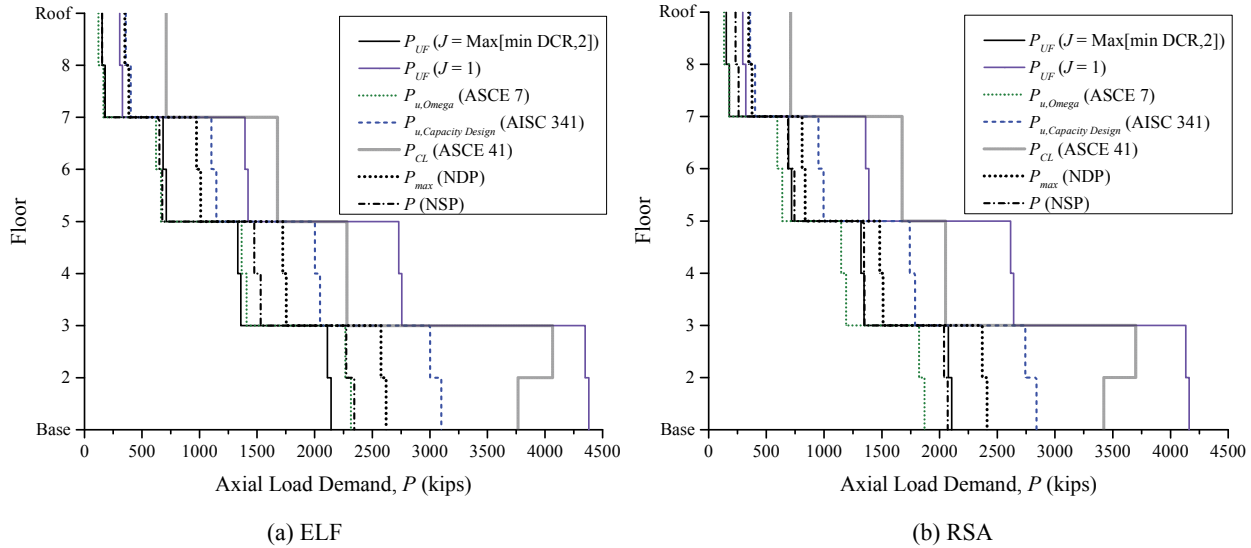 Roof
8
7
6
5
4
3
2
Base
Floor
0 500 1000 1500 2000 2500 3000 3500 4000 4500
Axial Load Demand, P (kips)
P_UF (J = Max[min DCR,2])
P_UF (J = 1)
P_u,Omega (ASCE 7)
P_u,Capacity Design (AISC 341)
P_CL (ASCE 41)
P_max (NDP)
P (NSP)
(a) ELF
Roof
8
7
6
5
4
3
2
Base
Floor
0 500 1000 1500 2000 2500 3000 3500 4000 4500
Axial Load Demand, P (kips)
P_UF (J = Max[min DCR,2])
P_UF (J = 1)
P_u,Omega (ASCE 7)
P_u,Capacity Design (AISC 341)
P_CL (ASCE 41)
P_max (NDP)
P (NSP)
(b) RSA